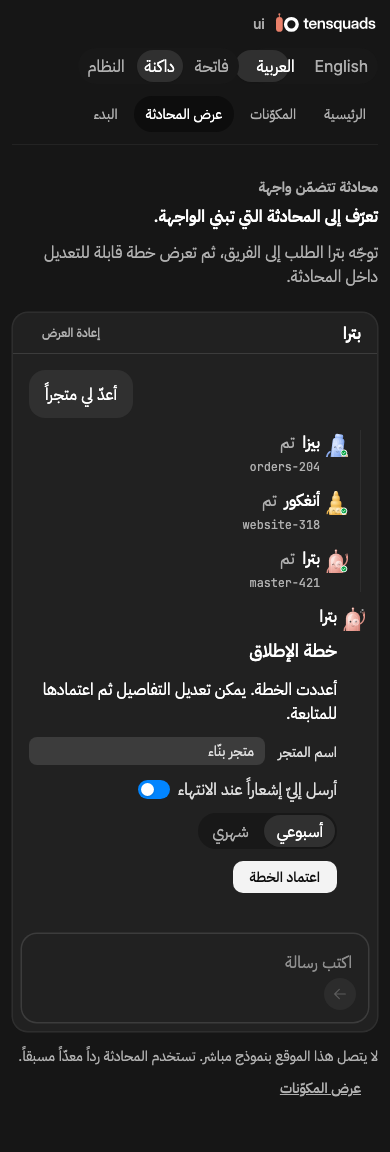 tensquads ui
English العربية فاتحة داكنة النظام
الرئيسية المكوّنات عرض المحادثة البدء
محادثة تتضمّن واجهة
تعرّف إلى المحادثة التي تبني الواجهة.
توجّه بترا الطلب إلى الفريق، ثم تعرض خطة قابلة للتعديل
داخل المحادثة.
بترا إعادة العرض
أعدّ لي متجراً
بيزا تم
orders-204
أنغكور تم
website-318
بترا تم
master-421
بترا
خطة الإطلاق
أعددت الخطة. يمكن تعديل التفاصيل ثم اعتمادها
للمتابعة.
اسم المتجر متجر بنّاء
أرسل إليّ إشعاراً عند الانتهاء
أسبوعي شهري
اعتماد الخطة
اكتب رسالة
لا يتصل هذا الموقع بنموذج مباشر. تستخدم المحادثة رداً معدّاً مسبقاً.
عرض المكوّنات